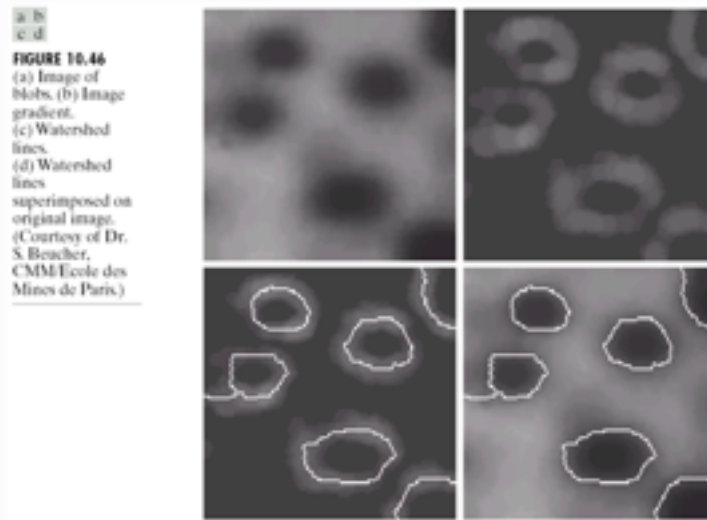 a b
c d
FIGURE 10.46
(a) Image of
blobs. (b) Image
gradient.
(c) Watershed
lines.
(d) Watershed
lines
superimposed on
original image.
(Courtesy of Dr.
S. Beucher,
CMM/Ecole des
Mines de Paris.)